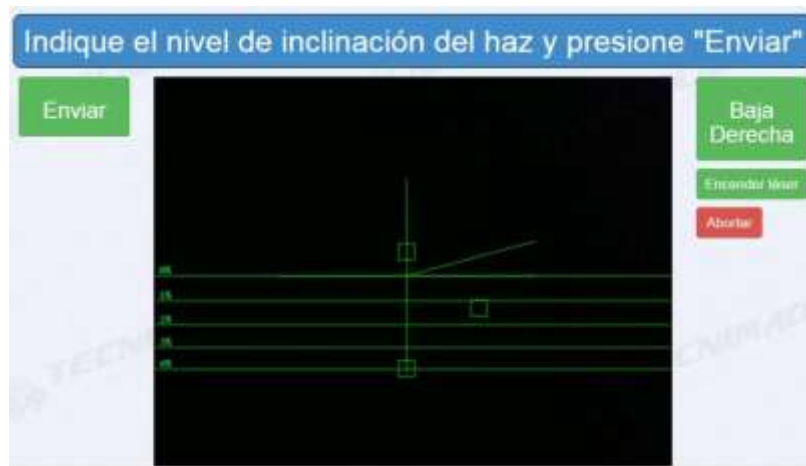 Indique el nivel de inclinación del haz y presione "Enviar"
Enviar
Baja
Derecha
Encender láser
Abortar